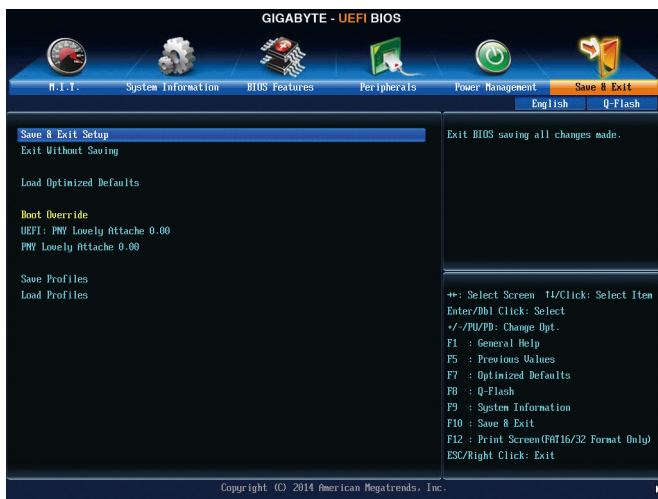 GIGABYTE - UEFI BIOS
M.I.T.
System Information
BIOS Features
Peripherals
Power Management
Save & Exit
English
Q-Flash
Save & Exit Setup
Exit Without Saving
Load Optimized Defaults
Boot Override
UEFI: PNY Lovely Attache 0.00
PNY Lovely Attache 0.00
Save Profiles
Load Profiles
Exit BIOS saving all changes made.
→←: Select Screen ↑↓/Click: Select Item
Enter/Dbl Click: Select
+/-/PU/PD: Change Opt.
F1 : General Help
F5 : Previous Values
F7 : Optimized Defaults
F8 : Q-Flash
F9 : System Information
F10 : Save & Exit
F12 : Print Screen(FAT16/32 Format Only)
ESC/Right Click: Exit
Copyright (C) 2014 American Megatrends, Inc.